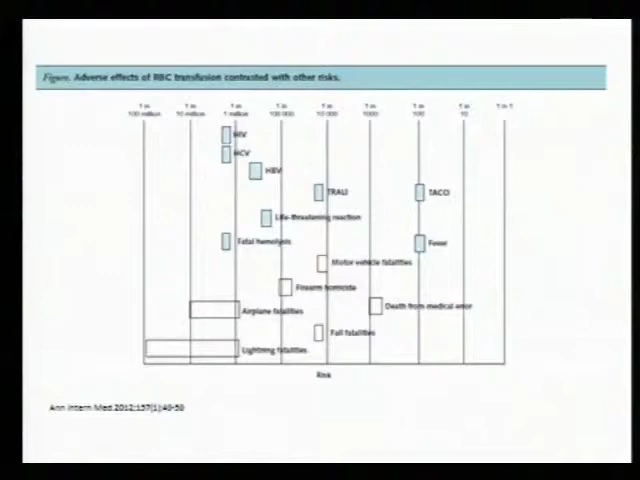 Figure. Adverse effects of RBC transfusion contrasted with other risks.
1 in 100 million
1 in 10 million
1 in 1 million
1 in 100 000
1 in 10 000
1 in 1000
1 in 100
1 in 10
1 in 1
HIV
HCV
HBV
TRALI
TACO
Life-threatening reaction
Fatal hemolysis
Fever
Motor vehicle fatalities
Firearm homicide
Death from medical error
Airplane fatalities
Fall fatalities
Lightning fatalities
Risk
Ann Intern Med 2012;157(1):49-58